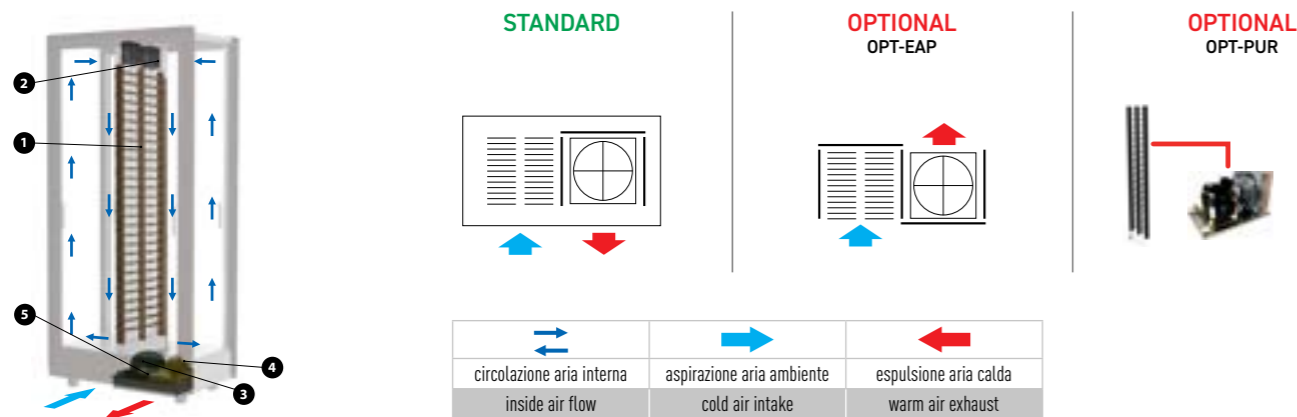 2
1
5
4
3
STANDARD
OPTIONAL
OPT-EAP
OPTIONAL
OPT-PUR
circolazione aria interna
aspirazione aria ambiente
espulsione aria calda
inside air flow
cold air intake
warm air exhaust